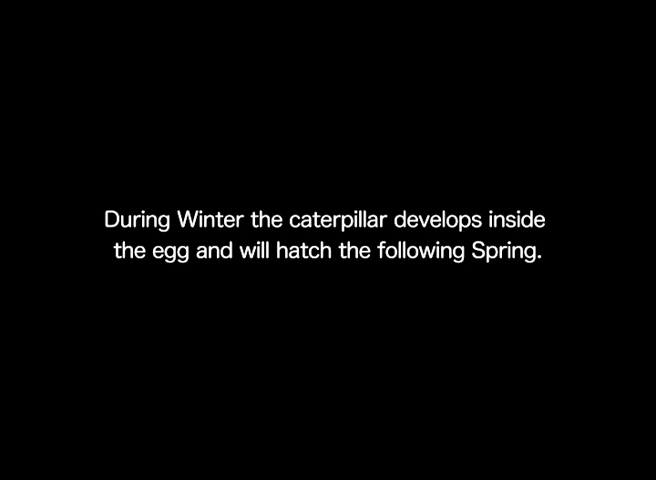 During Winter the caterpillar develops inside
the egg and will hatch the following Spring.